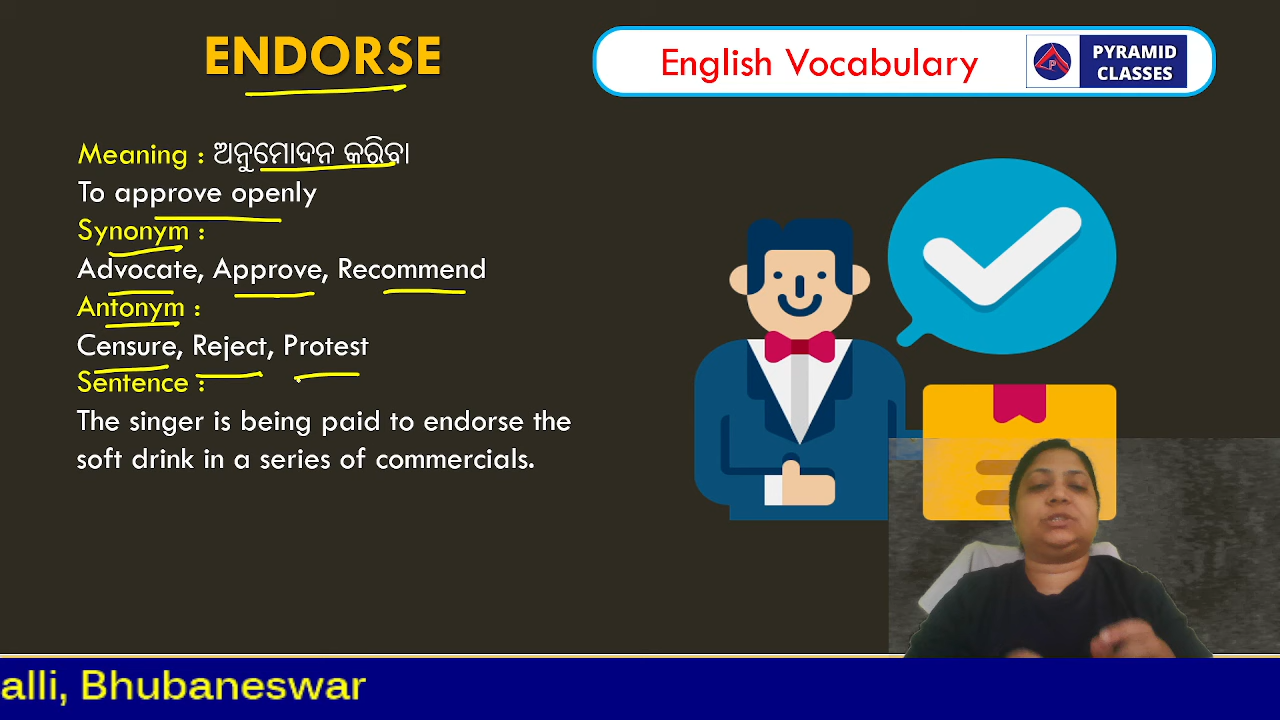 ENDORSE
English Vocabulary
PYRAMID
CLASSES
P
Meaning : ଅନୁମୋଦନ କରିବା
To approve openly
Synonym :
Advocate, Approve, Recommend
Antonym :
Censure, Reject, Protest
Sentence :
The singer is being paid to endorse the
soft drink in a series of commercials.
alli, Bhubaneswar